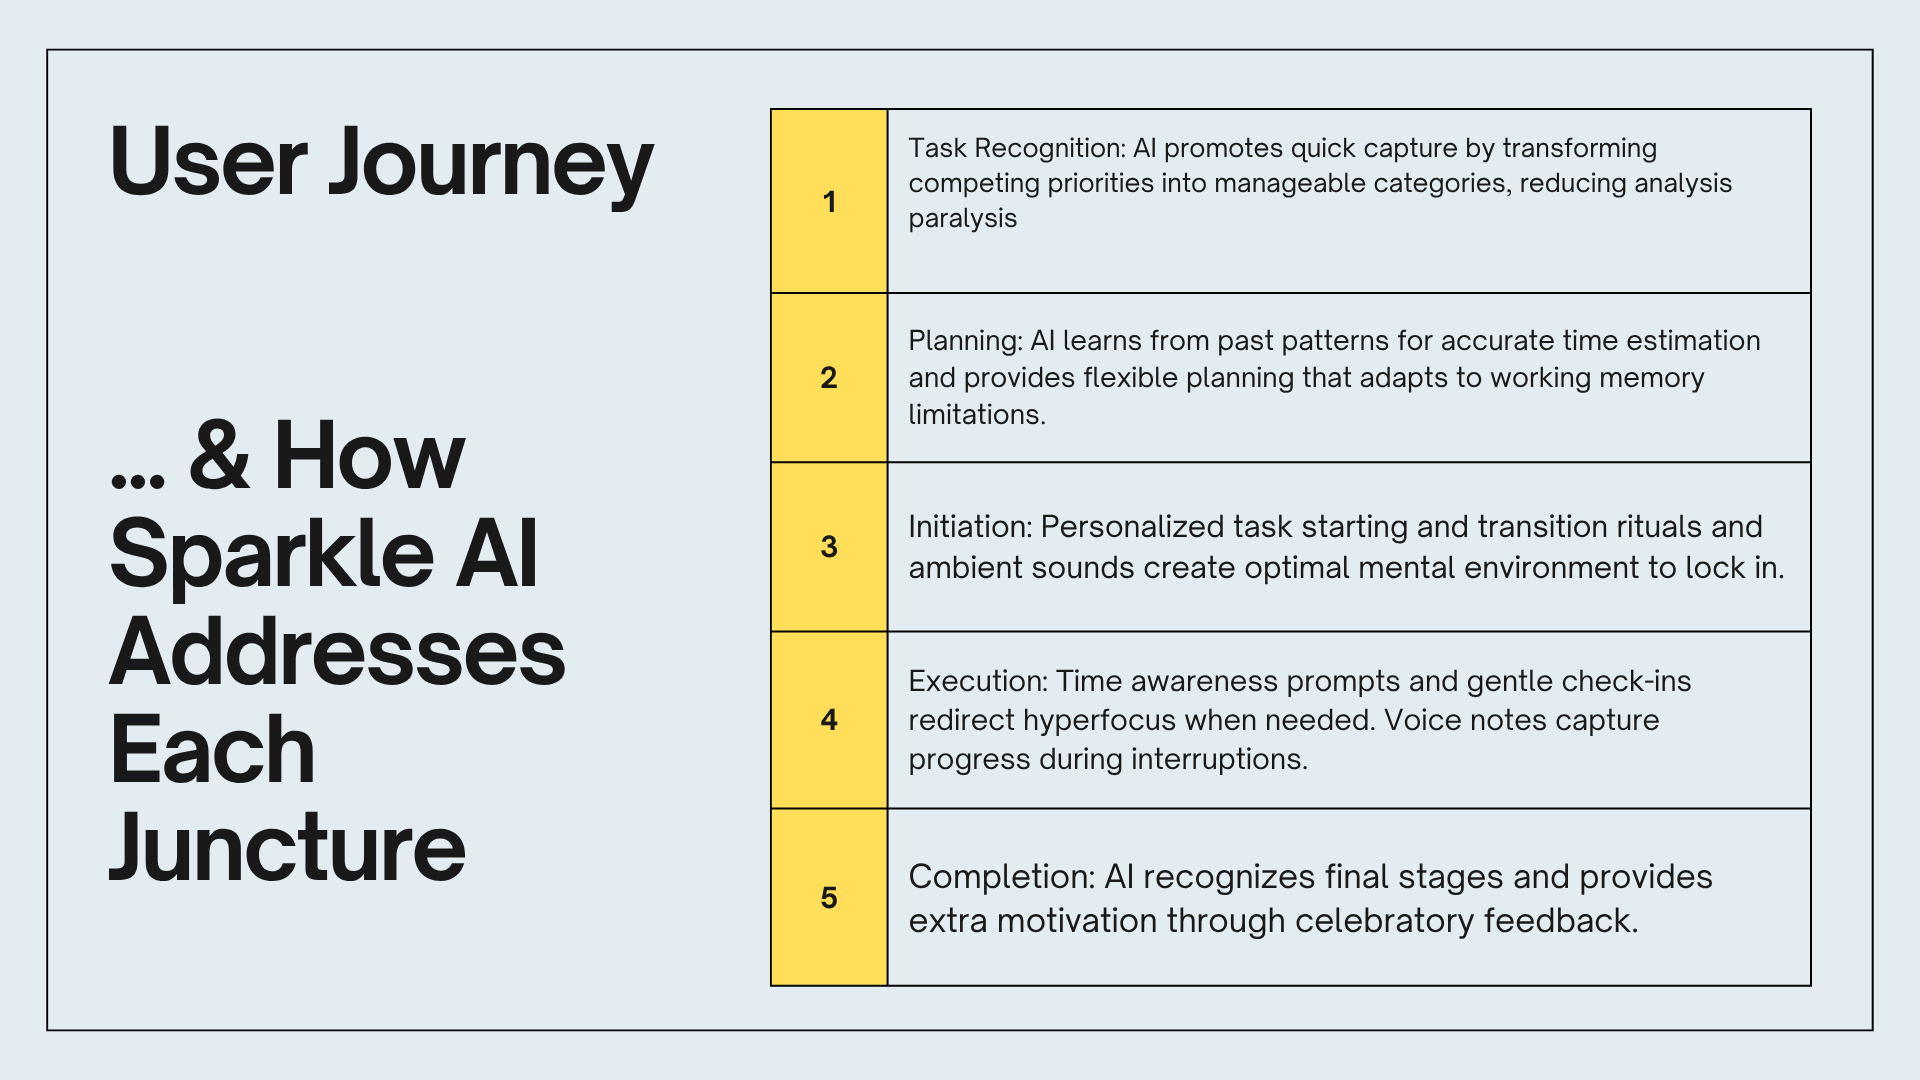 User Journey
... & How
Sparkle AI
Addresses
Each
Juncture
1
Task Recognition: AI promotes quick capture by transforming
competing priorities into manageable categories, reducing analysis
paralysis
2
Planning: AI learns from past patterns for accurate time estimation
and provides flexible planning that adapts to working memory
limitations.
3
Initiation: Personalized task starting and transition rituals and
ambient sounds create optimal mental environment to lock in.
4
Execution: Time awareness prompts and gentle check-ins
redirect hyperfocus when needed. Voice notes capture
progress during interruptions.
5
Completion: AI recognizes final stages and provides
extra motivation through celebratory feedback.